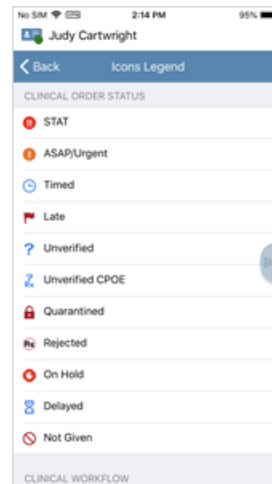 No SIM 2:14 PM 95%
Judy Cartwright
Back Icons Legend
CLINICAL ORDER STATUS
STAT
ASAP/Urgent
Timed
Late
? Unverified
Unverified CPOE
Quarantined
Rx Rejected
On Hold
Delayed
Not Given
CLINICAL WORKFLOW